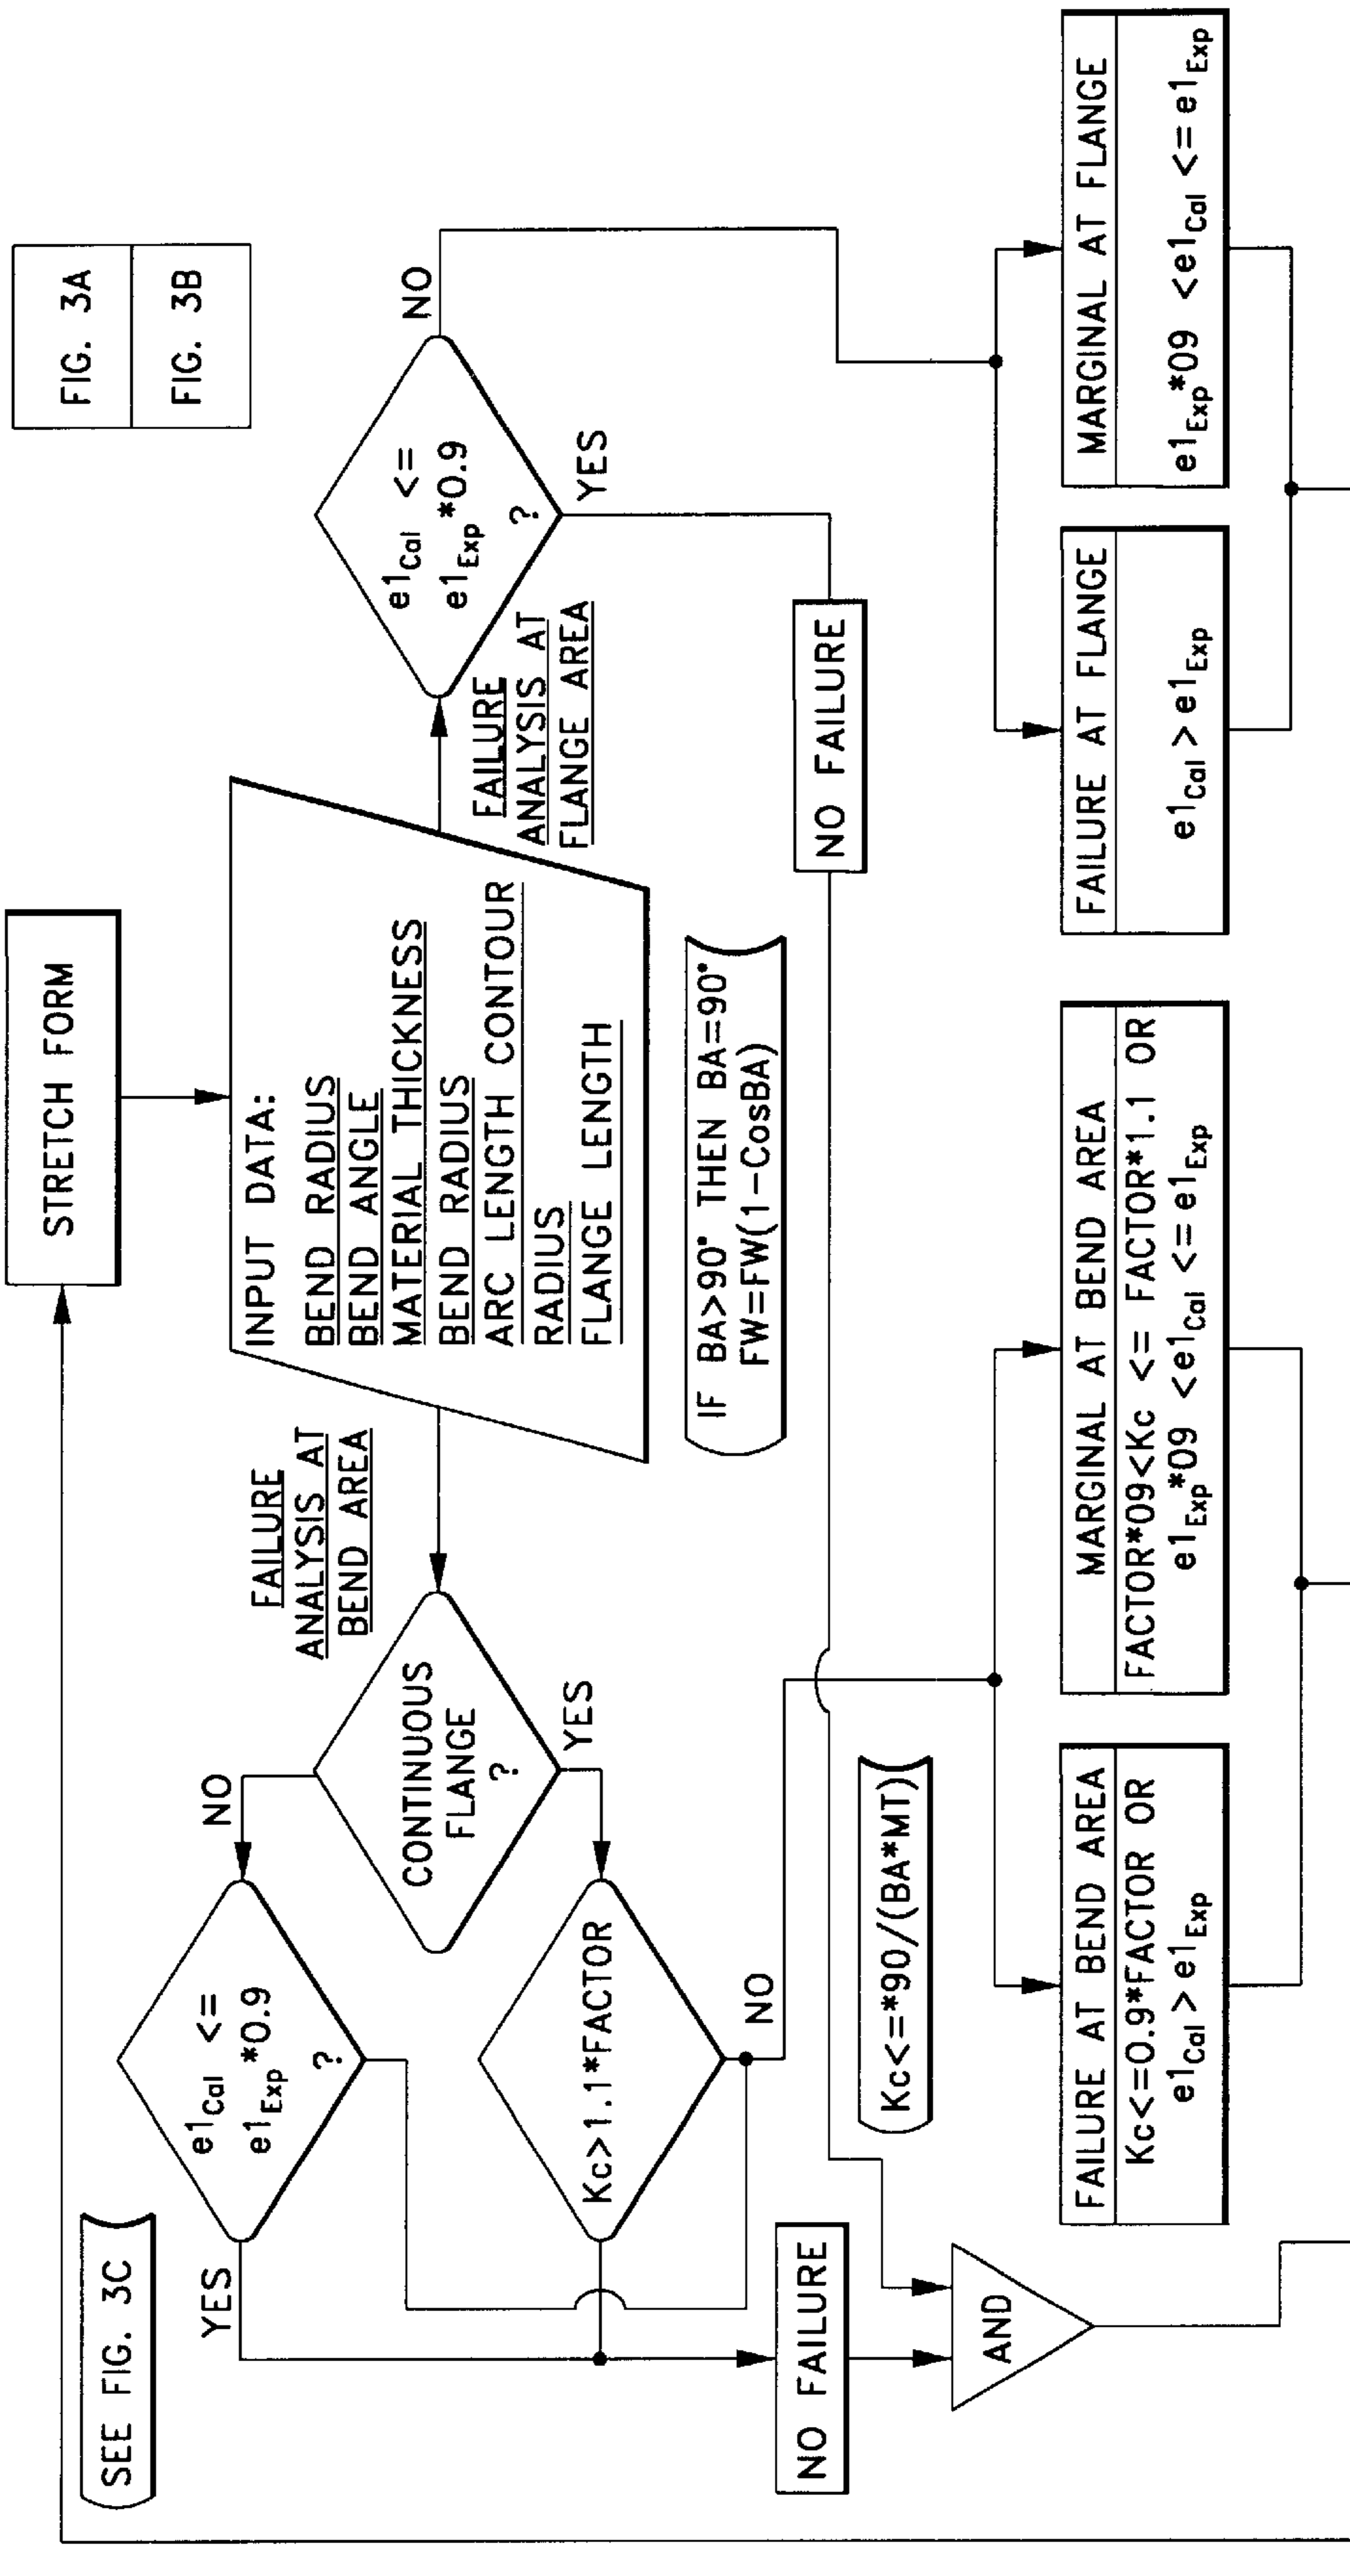 FIG. 3A
FIG. 3B
STRETCH FORM
SEE FIG. 3C
INPUT DATA:
BEND RADIUS
BEND ANGLE
MATERIAL THICKNESS
BEND RADIUS
ARC LENGTH CONTOUR
RADIUS
FLANGE LENGTH
FAILURE
ANALYSIS AT
BEND AREA
FAILURE
ANALYSIS AT
FLANGE AREA
CONTINUOUS
FLANGE
?
NO
YES
e1Cal <=
e1Exp *0.9
?
YES
Kc>1.1*FACTOR
NO
e1Cal <=
e1Exp *0.9
?
NO
YES
IF BA>90° THEN BA=90°
FW=FW(1-CosBA)
NO FAILURE
NO FAILURE
Kc<=*90/(BA*MT)
AND
FAILURE AT BEND AREA
Kc<=0.9*FACTOR OR
e1Cal > e1Exp
MARGINAL AT BEND AREA
FACTOR*09<Kc <= FACTOR*1.1 OR
e1Exp*09 <e1Cal <= e1Exp
FAILURE AT FLANGE
e1Cal > e1Exp
MARGINAL AT FLANGE
e1Exp*09 <e1Cal <= e1Exp